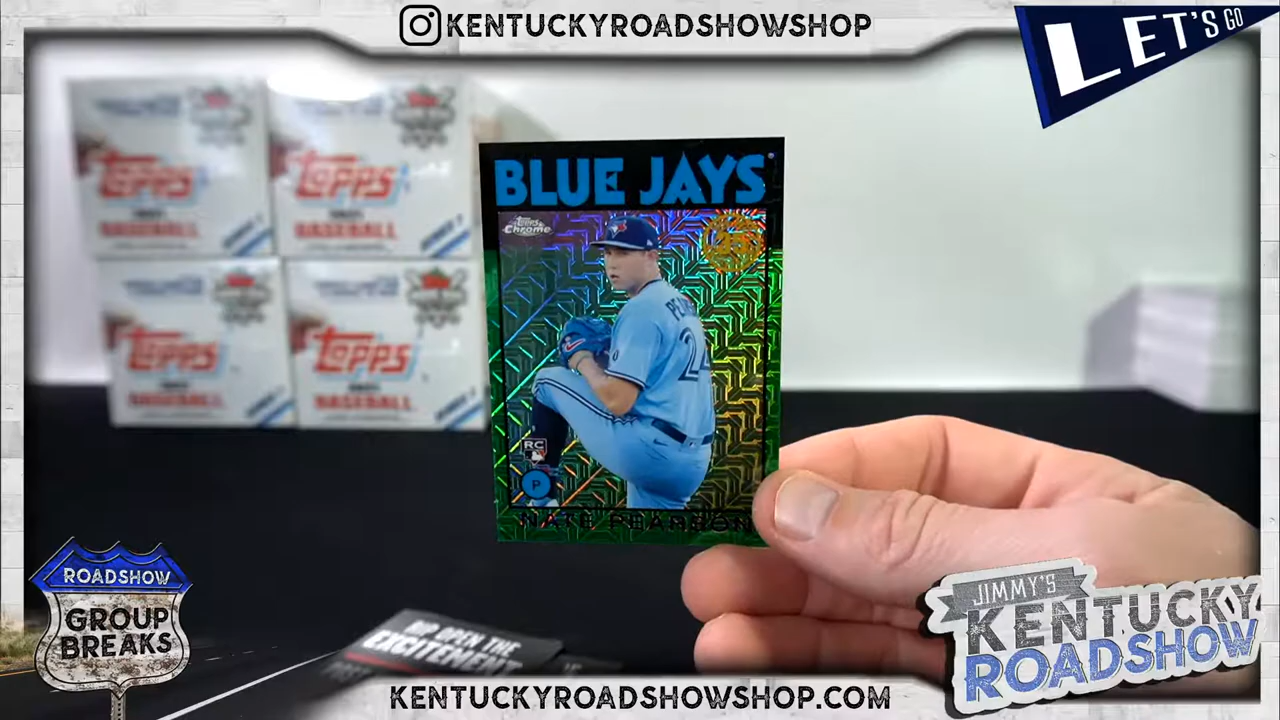 KENTUCKYROADSHOWSHOP
LET'S GO
TOPPS
BASEBALL
TOPPS
BASEBALL
TOPPS
BASEBALL
TOPPS
BASEBALL
BLUE JAYS
Topps
Chrome
24
RC
P
NATE PEARSON
RIP OPEN THE
EXCITEMENT
ROADSHOW
GROUP
BREAKS
JIMMY'S
KENTUCKY
ROADSHOW
KENTUCKYROADSHOWSHOP.COM